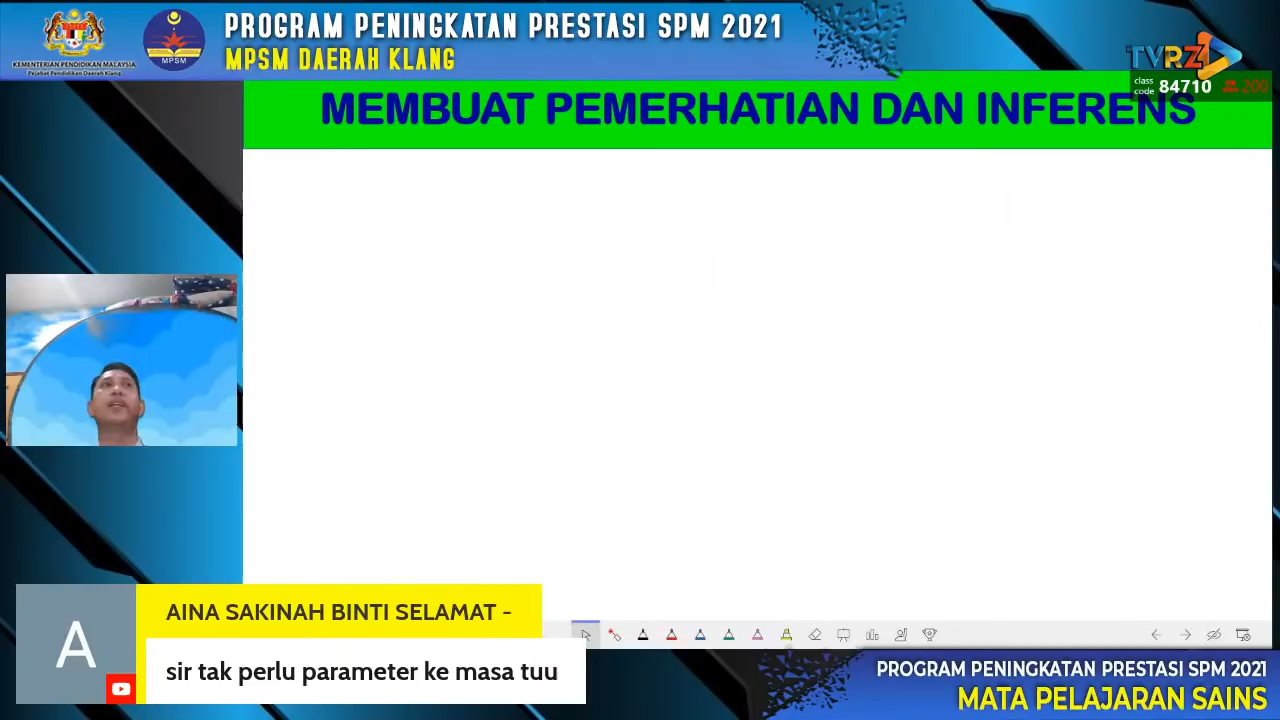 PROGRAM PENINGKATAN PRESTASI SPM 2021
MPSM DAERAH KLANG
KEMENTERIAN PENDIDIKAN MALAYSIA
Pejabat Pendidikan Daerah Klang
MPSM
TVRZ
class
code 84710 200
MEMBUAT PEMERHATIAN DAN INFERENS
AINA SAKINAH BINTI SELAMAT -
A
sir tak perlu parameter ke masa tuu
PROGRAM PENINGKATAN PRESTASI SPM 2021
MATA PELAJARAN SAINS